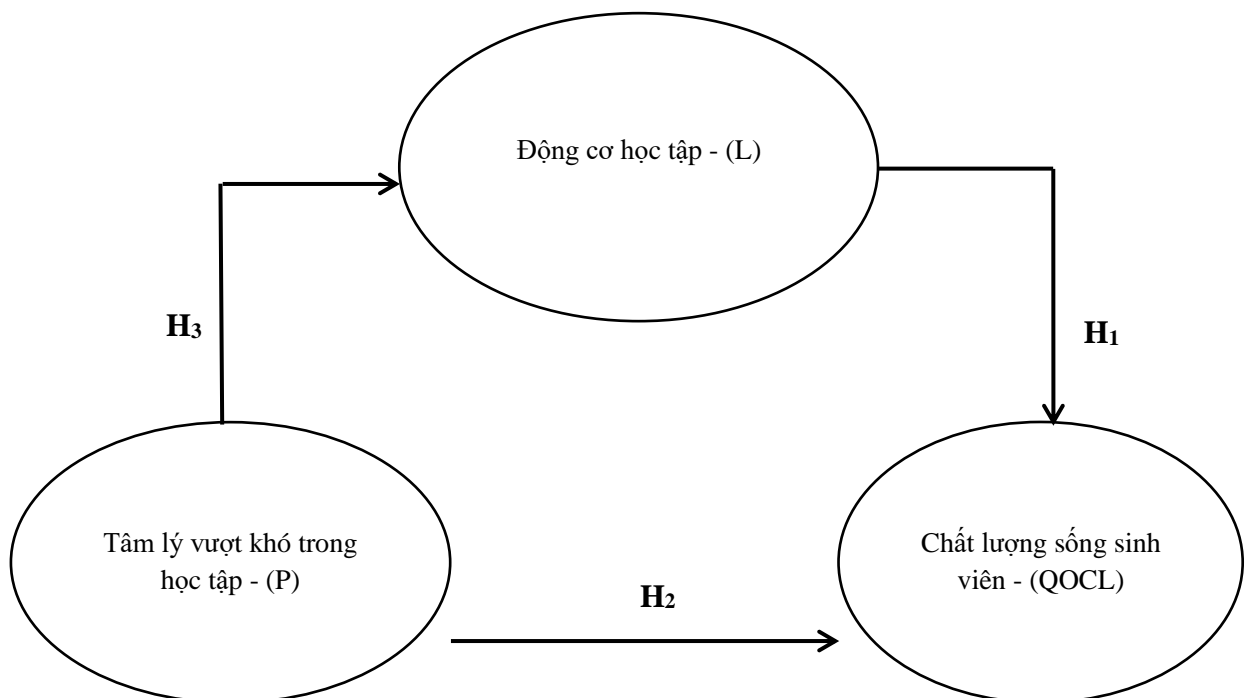 Động cơ học tập - (L)
H₃
H₁
Tâm lý vượt khó trong
học tập - (P)
Chất lượng sống sinh
viên - (QOCL)
H₂